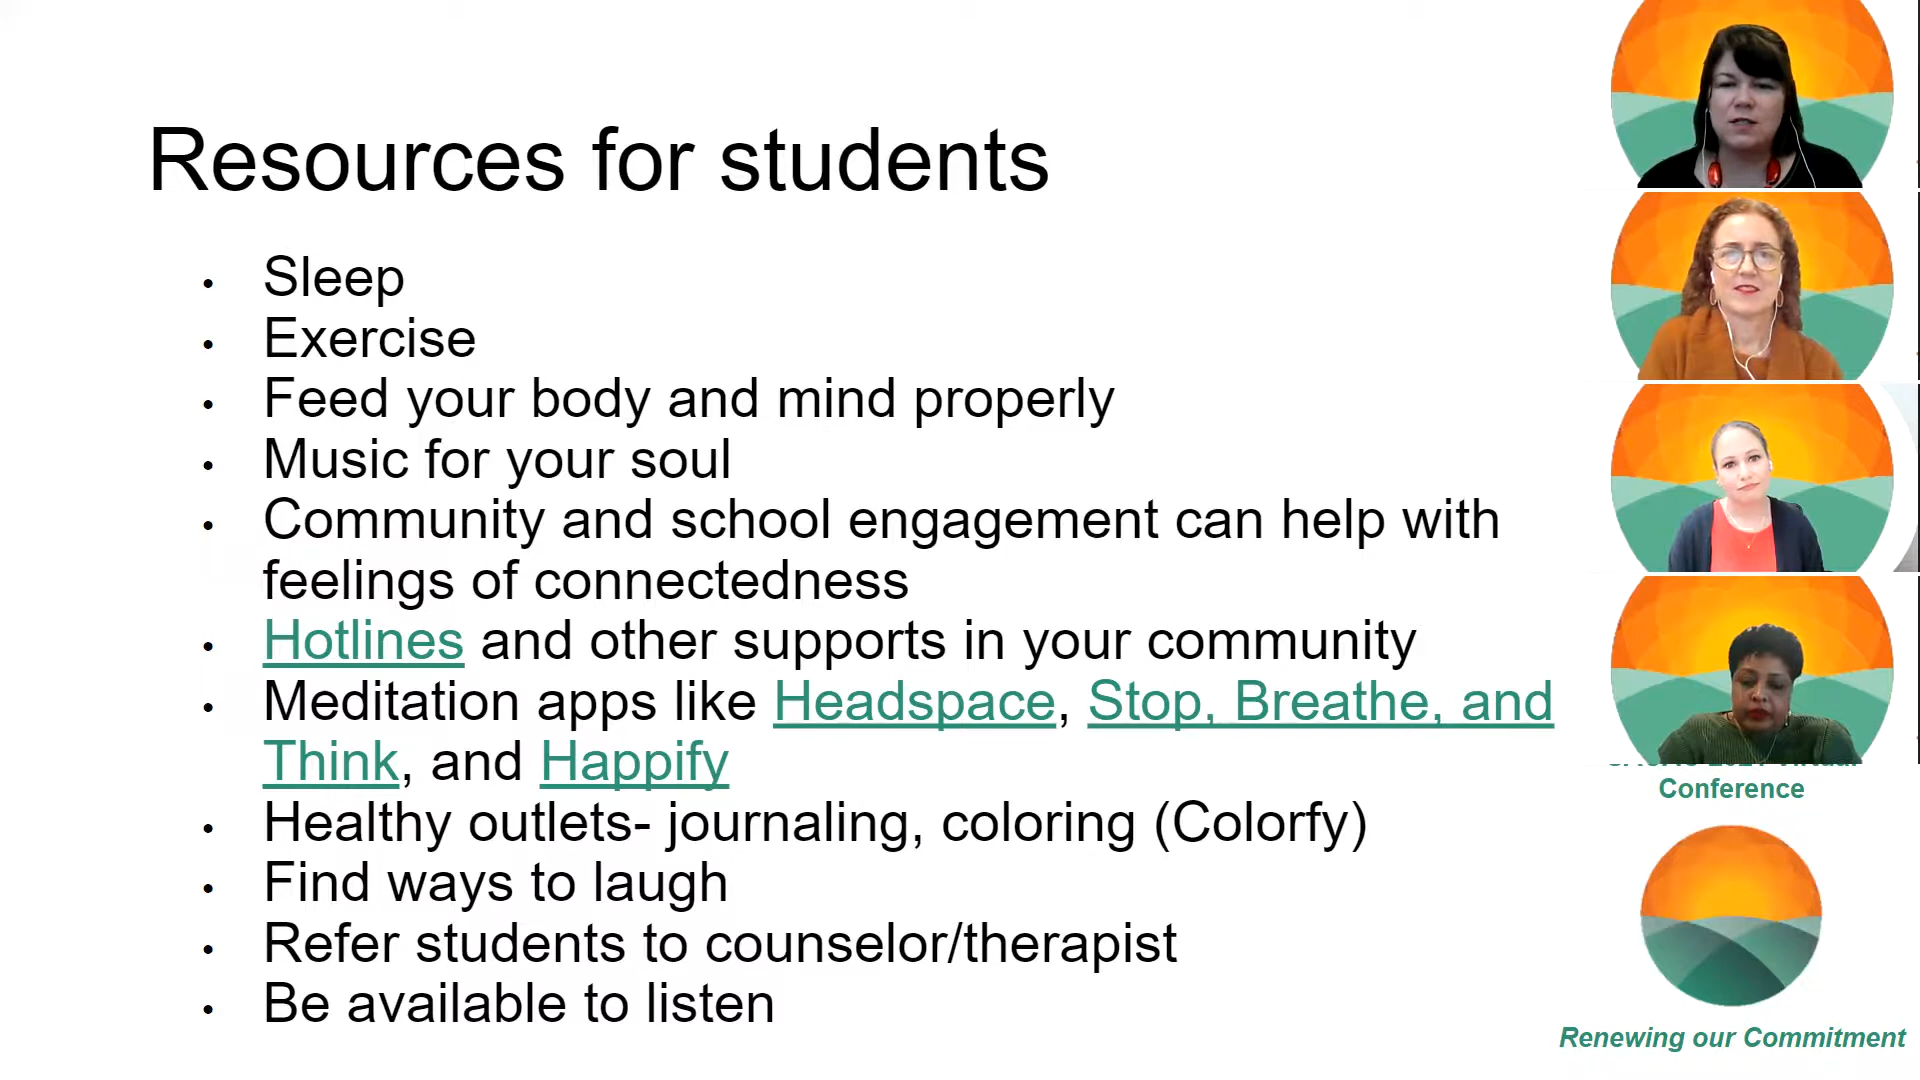 Resources for students
• Sleep
• Exercise
• Feed your body and mind properly
• Music for your soul
• Community and school engagement can help with
feelings of connectedness
• Hotlines and other supports in your community
• Meditation apps like Headspace, Stop, Breathe, and
Think, and Happify
• Healthy outlets- journaling, coloring (Colorfy)
• Find ways to laugh
• Refer students to counselor/therapist
• Be available to listen
Conference
Renewing our Commitment